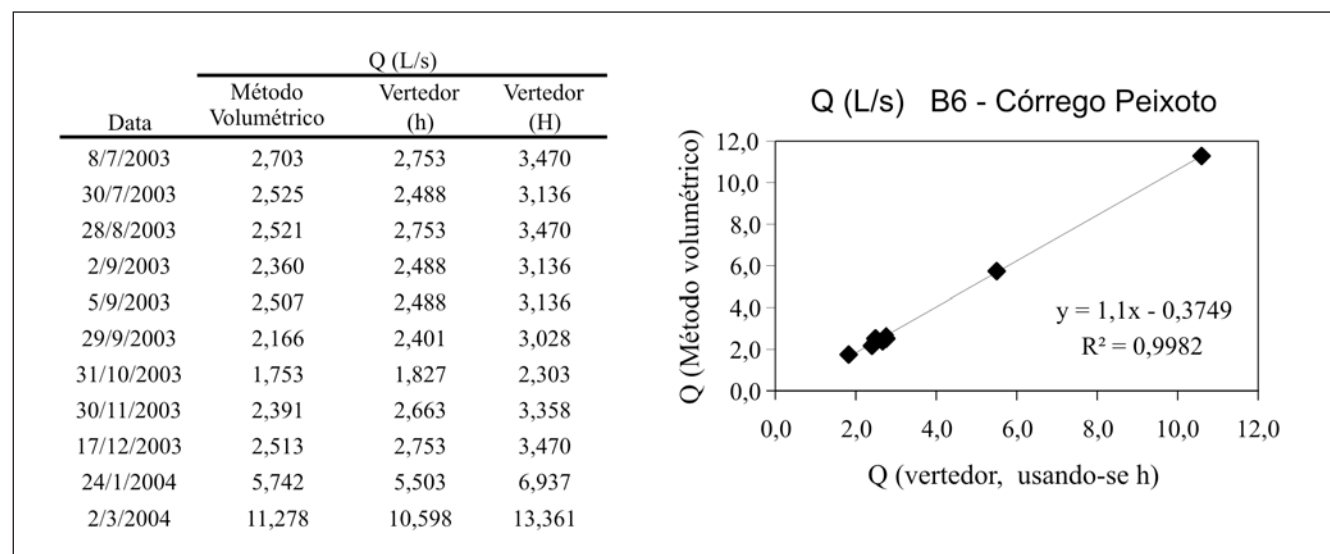 Q (L/s)
Data Método Volumétrico Vertedor (h) Vertedor (H)
8/7/2003 2,703 2,753 3,470
30/7/2003 2,525 2,488 3,136
28/8/2003 2,521 2,753 3,470
2/9/2003 2,360 2,488 3,136
5/9/2003 2,507 2,488 3,136
29/9/2003 2,166 2,401 3,028
31/10/2003 1,753 1,827 2,303
30/11/2003 2,391 2,663 3,358
17/12/2003 2,513 2,753 3,470
24/1/2004 5,742 5,503 6,937
2/3/2004 11,278 10,598 13,361
Q (L/s) B6 - Córrego Peixoto
Q (Método volumétrico)
12,0
10,0
8,0
6,0
4,0
2,0
0,0
y = 1,1x - 0,3749
R² = 0,9982
0,0 2,0 4,0 6,0 8,0 10,0 12,0
Q (vertedor, usando-se h)